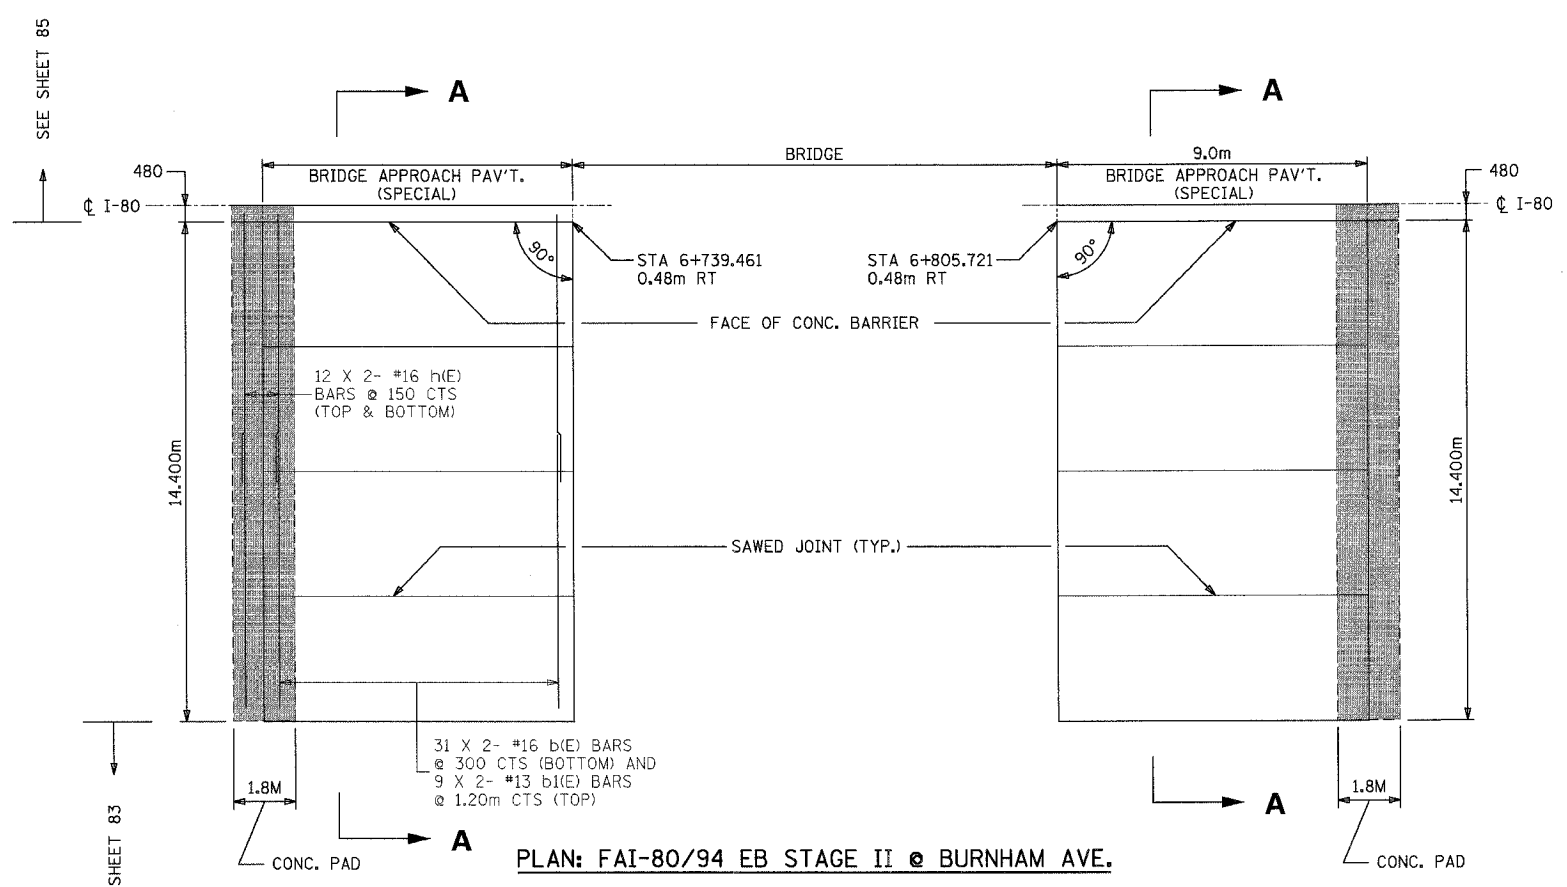 SEE SHEET 85
A
A
BRIDGE
9.0m
480
BRIDGE APPROACH PAV'T.
(SPECIAL)
BRIDGE APPROACH PAV'T.
(SPECIAL)
480
℄ I-80
℄ I-80
90°
STA 6+739.461
0.48m RT
STA 6+805.721
0.48m RT
90°
FACE OF CONC. BARRIER
12 X 2- #16 h(E)
BARS @ 150 CTS
(TOP & BOTTOM)
14.400m
14.400m
SAWED JOINT (TYP.)
31 X 2- #16 b(E) BARS
@ 300 CTS (BOTTOM) AND
9 X 2- #13 b1(E) BARS
@ 1.20m CTS (TOP)
1.8M
1.8M
A
A
SHEET 83
CONC. PAD
CONC. PAD
PLAN: FAI-80/94 EB STAGE II @ BURNHAM AVE.